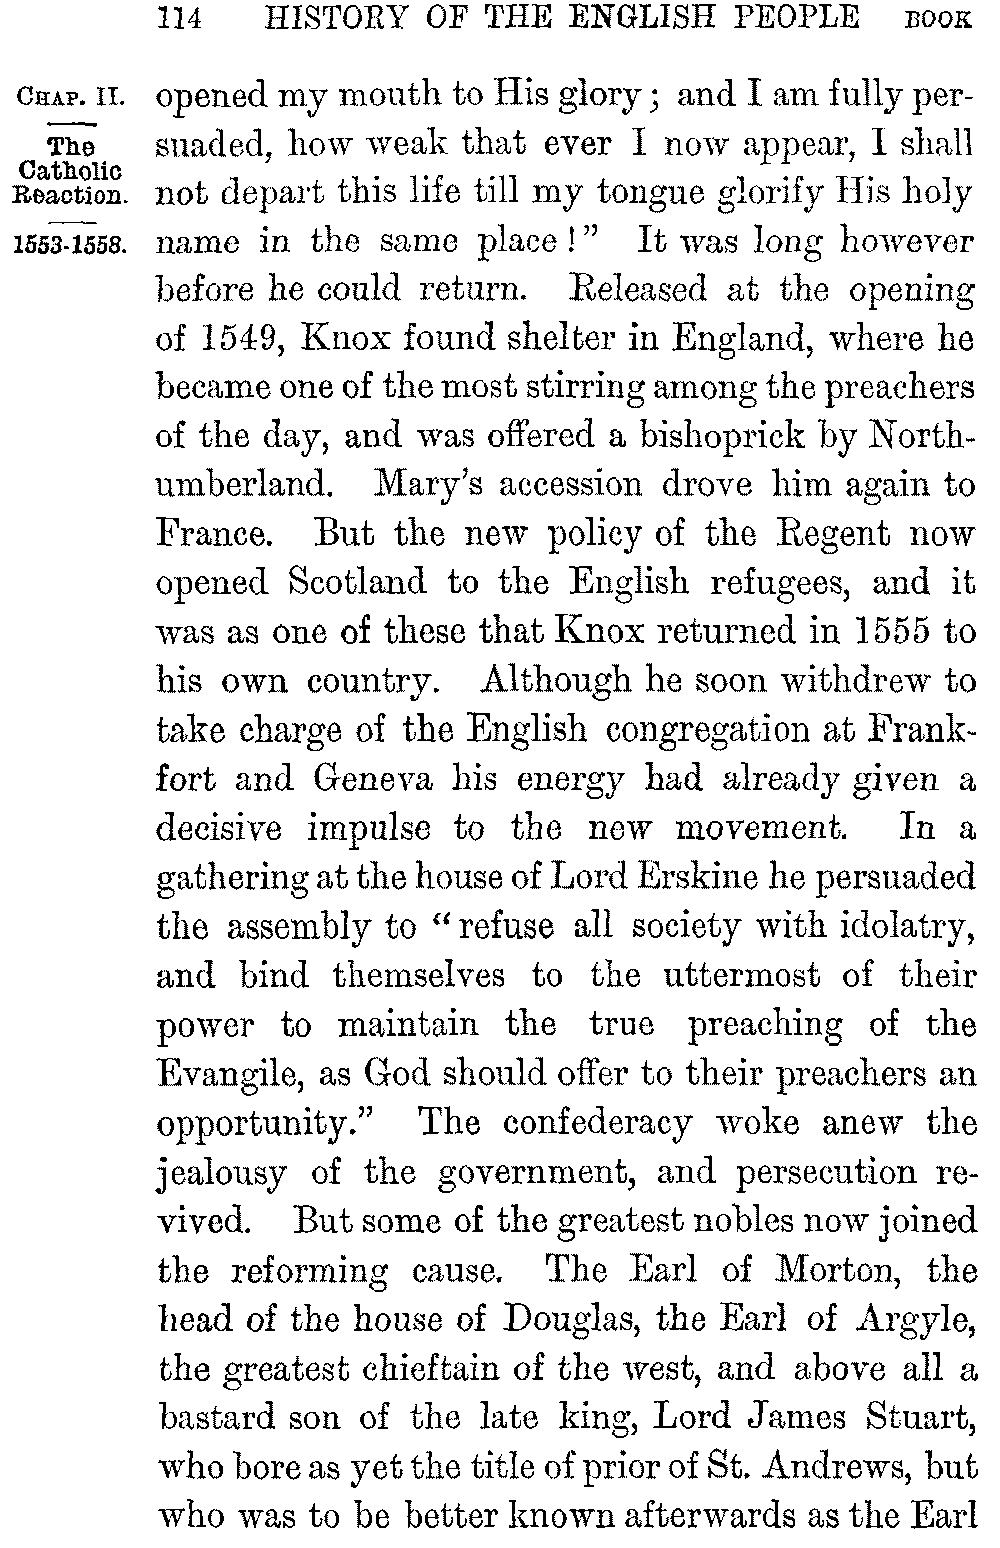 114 HISTORY OF THE ENGLISH PEOPLE BOOK
CHAP. II.
The
Catholic
Reaction.
1553-1558.
opened my mouth to His glory; and I am fully per-
suaded, how weak that ever I now appear, I shall
not depart this life till my tongue glorify His holy
name in the same place!" It was long however
before he could return. Released at the opening
of 1549, Knox found shelter in England, where he
became one of the most stirring among the preachers
of the day, and was offered a bishoprick by North-
umberland. Mary's accession drove him again to
France. But the new policy of the Regent now
opened Scotland to the English refugees, and it
was as one of these that Knox returned in 1555 to
his own country. Although he soon withdrew to
take charge of the English congregation at Frank-
fort and Geneva his energy had already given a
decisive impulse to the new movement. In a
gathering at the house of Lord Erskine he persuaded
the assembly to "refuse all society with idolatry,
and bind themselves to the uttermost of their
power to maintain the true preaching of the
Evangile, as God should offer to their preachers an
opportunity." The confederacy woke anew the
jealousy of the government, and persecution re-
vived. But some of the greatest nobles now joined
the reforming cause. The Earl of Morton, the
head of the house of Douglas, the Earl of Argyle,
the greatest chieftain of the west, and above all a
bastard son of the late king, Lord James Stuart,
who bore as yet the title of prior of St. Andrews, but
who was to be better known afterwards as the Earl